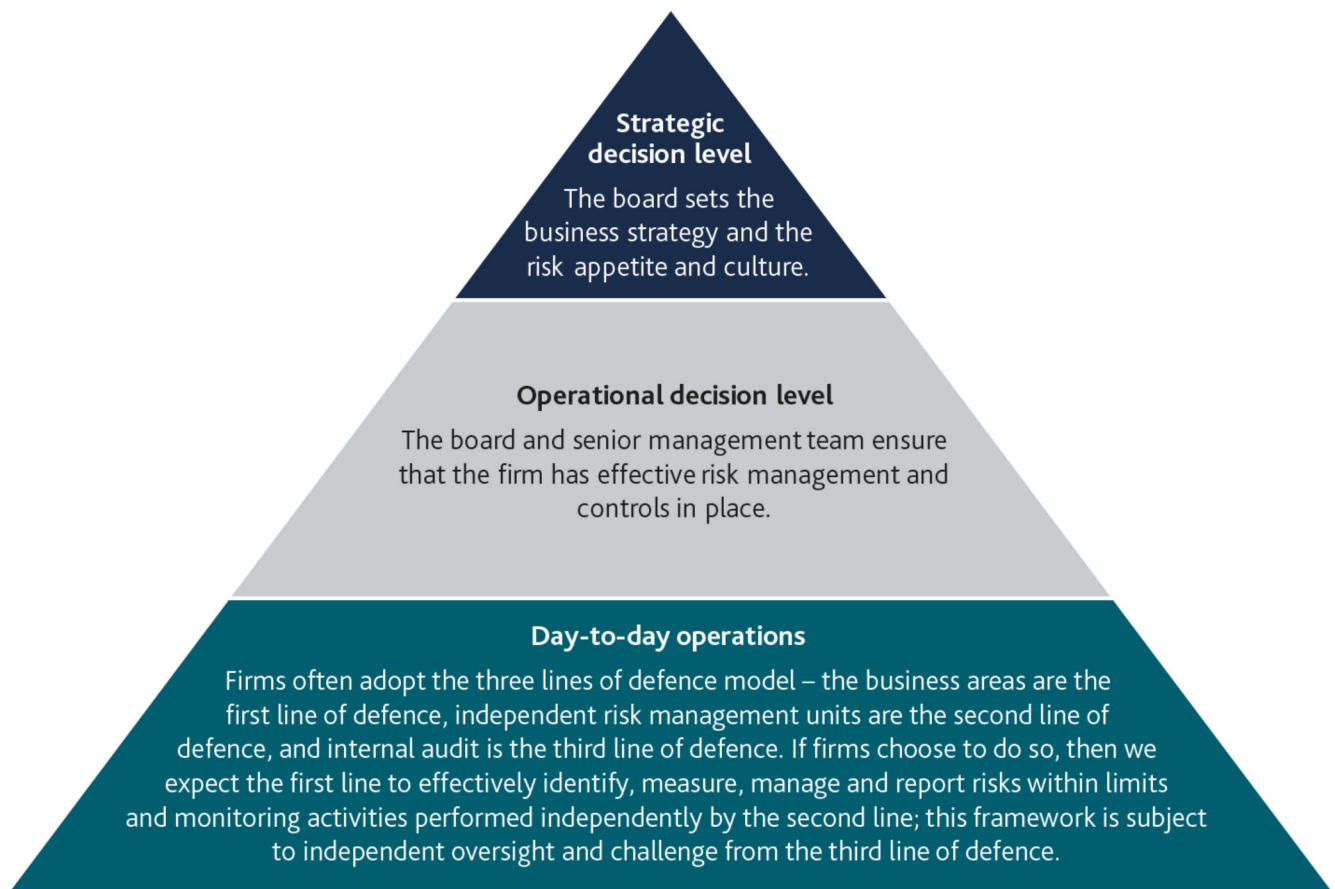 Strategic
decision level
The board sets the
business strategy and the
risk appetite and culture.
Operational decision level
The board and senior management team ensure
that the firm has effective risk management and
controls in place.
Day-to-day operations
Firms often adopt the three lines of defence model – the business areas are the
first line of defence, independent risk management units are the second line of
defence, and internal audit is the third line of defence. If firms choose to do so, then we
expect the first line to effectively identify, measure, manage and report risks within limits
and monitoring activities performed independently by the second line; this framework is subject
to independent oversight and challenge from the third line of defence.